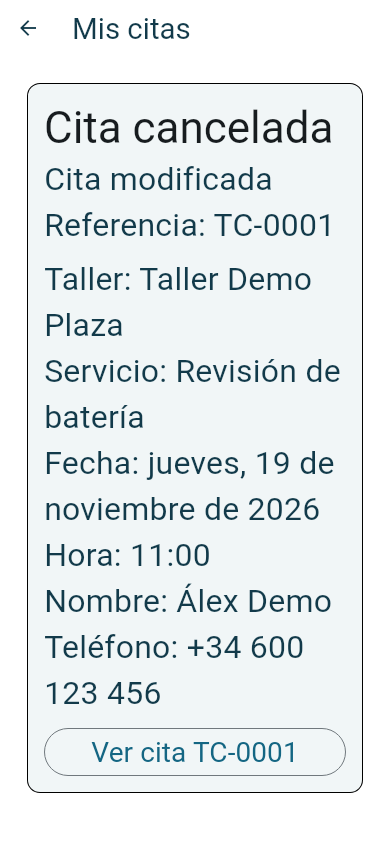 Mis citas
Cita cancelada
Cita modificada
Referencia: TC-0001
Taller: Taller Demo
Plaza
Servicio: Revisión de
batería
Fecha: jueves, 19 de
noviembre de 2026
Hora: 11:00
Nombre: Álex Demo
Teléfono: +34 600
123 456
Ver cita TC-0001